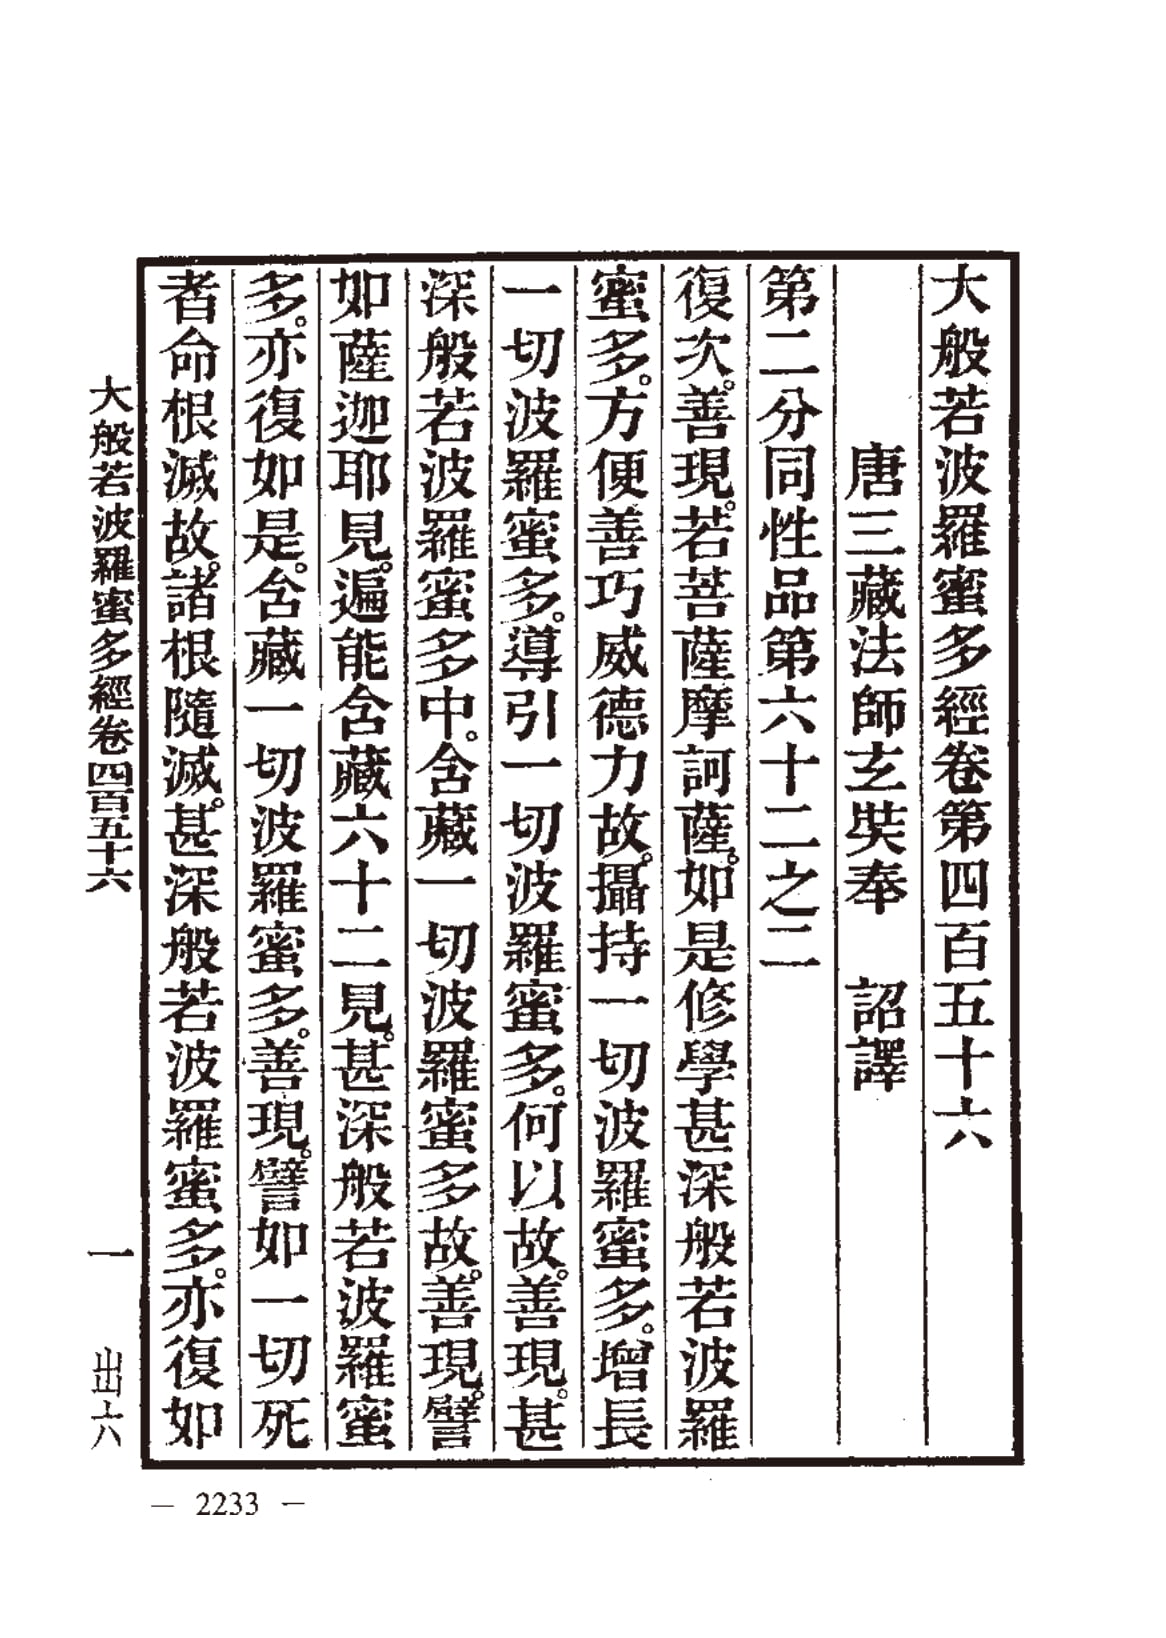 大般若波羅蜜多經卷第四百五十六
唐三藏法師玄奘奉　詔譯
第二分同性品第六十二之二
復次。善現。若菩薩摩訶薩。如是修學甚深般若波羅
蜜多。方便善巧威德力故。攝持一切波羅蜜多。增長
一切波羅蜜多。導引一切波羅蜜多。何以故。善現。甚
深般若波羅蜜多中。含藏一切波羅蜜多故。善現。譬
如薩迦耶見。遍能含藏六十二見。甚深般若波羅蜜
多。亦復如是。含藏一切波羅蜜多。善現。譬如一切死
者命根滅故。諸根隨滅。甚深般若波羅蜜多。亦復如
大般若波羅蜜多經卷四百五十六　一　出六
— 2233 —